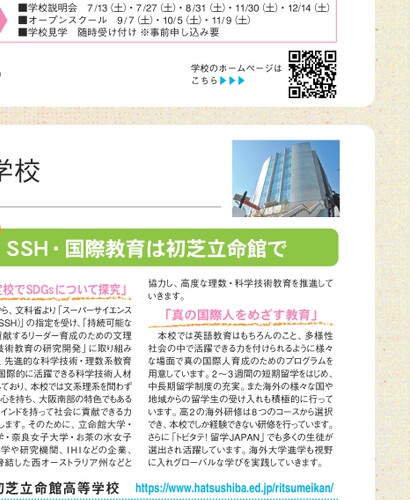 ■学校説明会　7/13（土）・7/27（土）・8/31（土）・11/30（土）・12/14（土）
■オープンスクール　9/7（土）・10/5（土）・11/9（土）
■学校見学　随時受け付け ※事前申し込み要
学校のホームページは
こちら▶▶▶
学校
SSH・国際教育は初芝立命館で
定校でSDGsについて探究」
から、文科省より「スーパーサイエンス
SSH）」の指定を受け、「持続可能な
貢献するリーダー育成のための文理
技術教育の研究開発」に取り組み
、先進的な科学技術・理数系教育
国際的に活躍できる科学技術人材
ており、本校では文系理系を問わず
心を持ち、大阪南部の特色でもある
マインドを持って社会に貢献できる力
します。そのために、立命館大学・
学・奈良女子大学・お茶の水女子
学や研究機関、IHIなどの企業、
締結した西オーストラリア州などと
協力し、高度な理数・科学技術教育を推進して
いきます。
「真の国際人をめざす教育」
本校では英語教育はもちろんのこと、多様性
社会の中で活躍できる力を付けられるように様々
な場面で真の国際人育成のためのプログラムを
用意しています。2〜3週間の短期留学をはじめ、
中長期留学制度の充実。また海外の様々な国や
地域からの留学生の受け入れも積極的に行って
います。高２の海外研修は８つのコースから選択
でき、本校でしか経験できない研修を行っています。
さらに「トビタテ！留学JAPAN」でも多くの生徒が
選出され活躍しています。海外大学進学も視野
に入れグローバルな学びを実践していきます。
初芝立命館高等学校
https://www.hatsushiba.ed.jp/ritsumeikan/